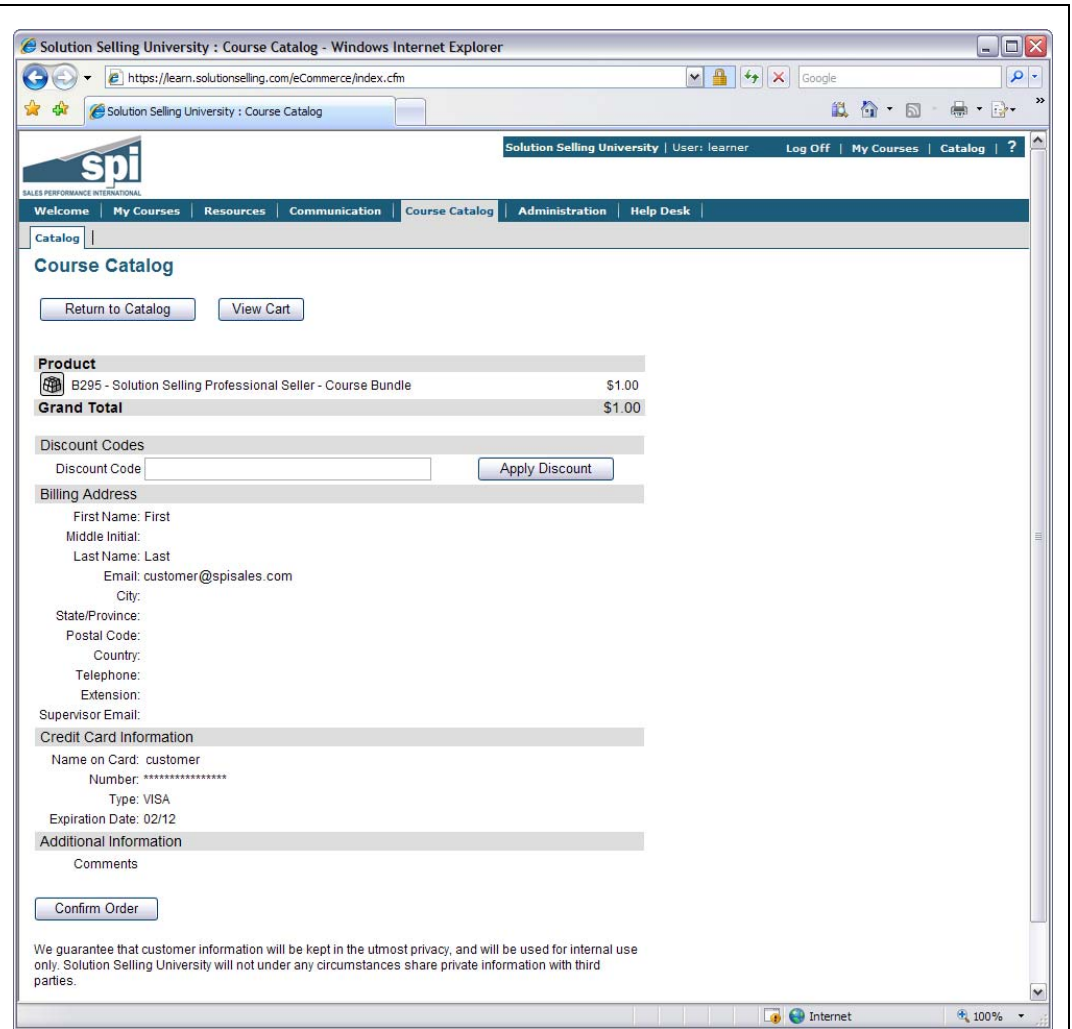 Solution Selling University : Course Catalog - Windows Internet Explorer
https://learn.solutionselling.com/eCommerce/index.cfm
Google
Solution Selling University : Course Catalog
spi
SALES PERFORMANCE INTERNATIONAL
Solution Selling University | User: learner Log Off | My Courses | Catalog | ?
Welcome | My Courses | Resources | Communication | Course Catalog | Administration | Help Desk |
Catalog |
Course Catalog
Return to Catalog View Cart
Product
B295 - Solution Selling Professional Seller - Course Bundle $1.00
Grand Total $1.00
Discount Codes
Discount Code Apply Discount
Billing Address
First Name: First
Middle Initial:
Last Name: Last
Email: customer@spisales.com
City:
State/Province:
Postal Code:
Country:
Telephone:
Extension:
Supervisor Email:
Credit Card Information
Name on Card: customer
Number: ****************
Type: VISA
Expiration Date: 02/12
Additional Information
Comments
Confirm Order
We guarantee that customer information will be kept in the utmost privacy, and will be used for internal use
only. Solution Selling University will not under any circumstances share private information with third
parties.
Internet 100%